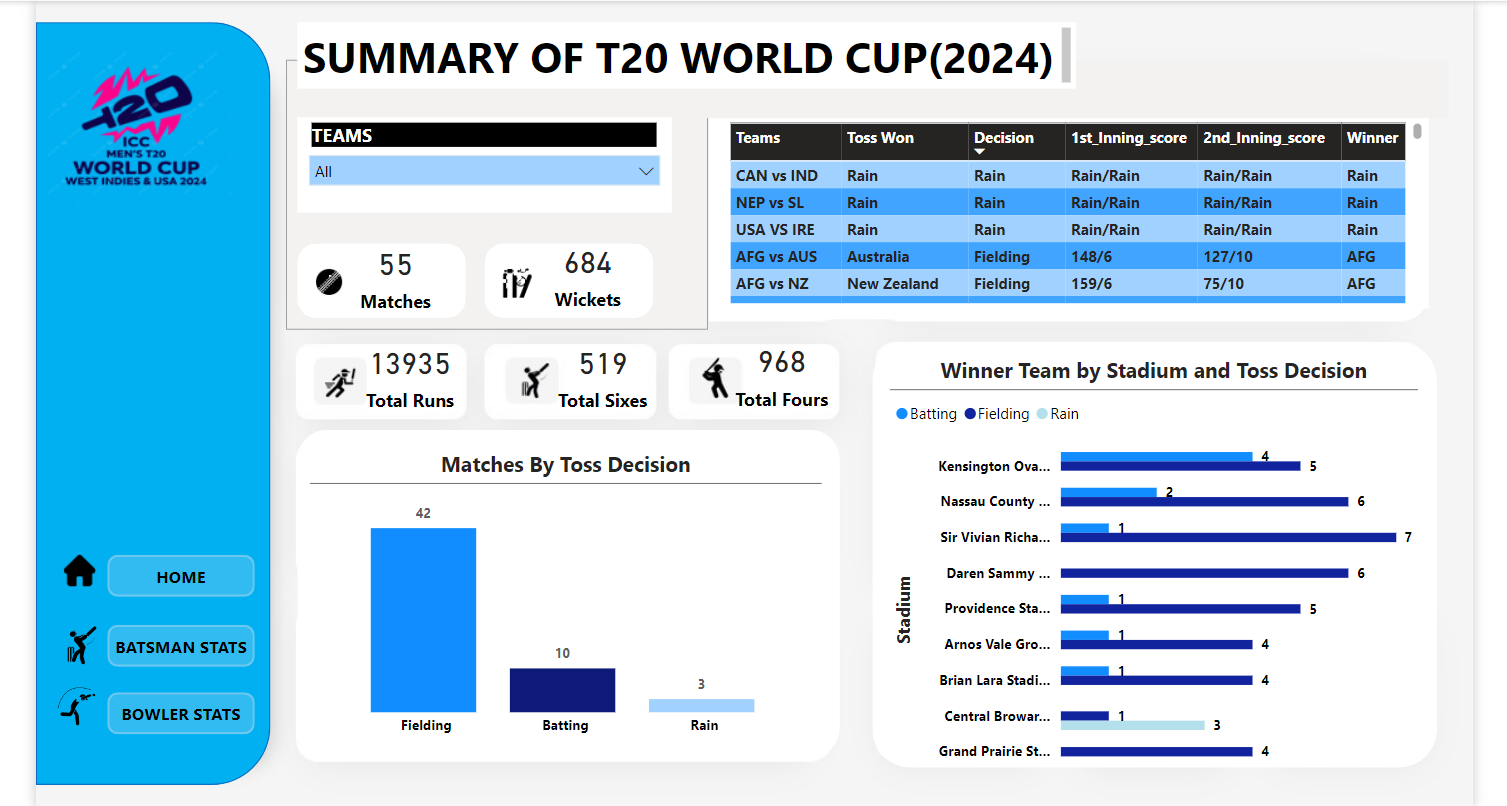 T20
ICC
MEN'S T20
WORLD CUP
WEST INDIES & USA 2024
HOME
BATSMAN STATS
BOWLER STATS
SUMMARY OF T20 WORLD CUP(2024)
TEAMS
All
55
Matches
684
Wickets
Teams Toss Won Decision 1st_Inning_score 2nd_Inning_score Winner
CAN vs IND Rain Rain Rain/Rain Rain/Rain Rain
NEP vs SL Rain Rain Rain/Rain Rain/Rain Rain
USA VS IRE Rain Rain Rain/Rain Rain/Rain Rain
AFG vs AUS Australia Fielding 148/6 127/10 AFG
AFG vs NZ New Zealand Fielding 159/6 75/10 AFG
13935
Total Runs
519
Total Sixes
968
Total Fours
Matches By Toss Decision
42
10
3
Fielding Batting Rain
Winner Team by Stadium and Toss Decision
Batting Fielding Rain
Stadium
Kensington Ova... 4 5
Nassau County ... 2 6
Sir Vivian Richa... 1 7
Daren Sammy ... 6
Providence Sta... 1 5
Arnos Vale Gro... 1 4
Brian Lara Stadi... 1 4
Central Browar... 1 3
Grand Prairie St... 4